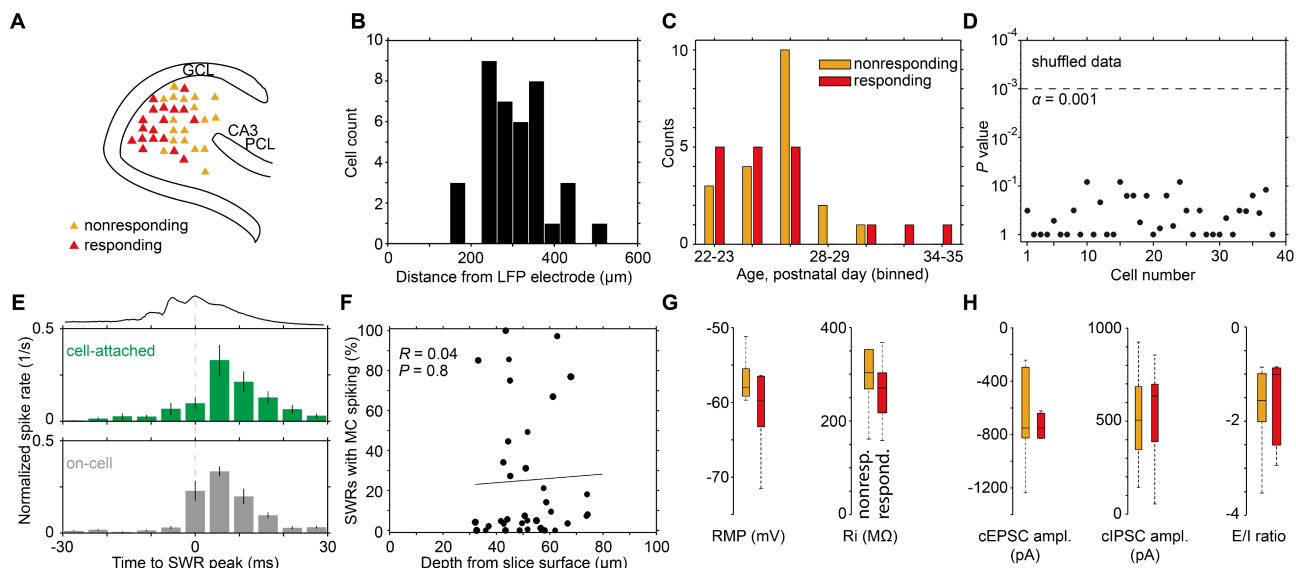 A
GCL
CA3
PCL
nonresponding
responding
B
10
8
6
4
2
0
Cell count
0
200
400
600
Distance from LFP electrode (µm)
C
10
5
0
Counts
nonresponding
responding
22-23
28-29
34-35
Age, postnatal day (binned)
D
10⁻⁴
10⁻³
10⁻²
10⁻¹
1
P value
shuffled data
α = 0.001
1
10
20
30
40
Cell number
E
0.5
cell-attached
0
0.5
on-cell
0
Normalized spike rate (1/s)
-30
0
30
Time to SWR peak (ms)
F
100
80
60
40
20
0
SWRs with MC spiking (%)
R = 0.04
P = 0.8
0
20
40
60
80
100
Depth from slice surface (µm)
G
-50
-60
-70
RMP (mV)
400
200
0
nonresp.
respond.
Ri (MΩ)
H
0
-400
-800
-1200
cEPSC ampl.
(pA)
1000
500
0
cIPSC ampl.
(pA)
0
-2
-4
E/I ratio